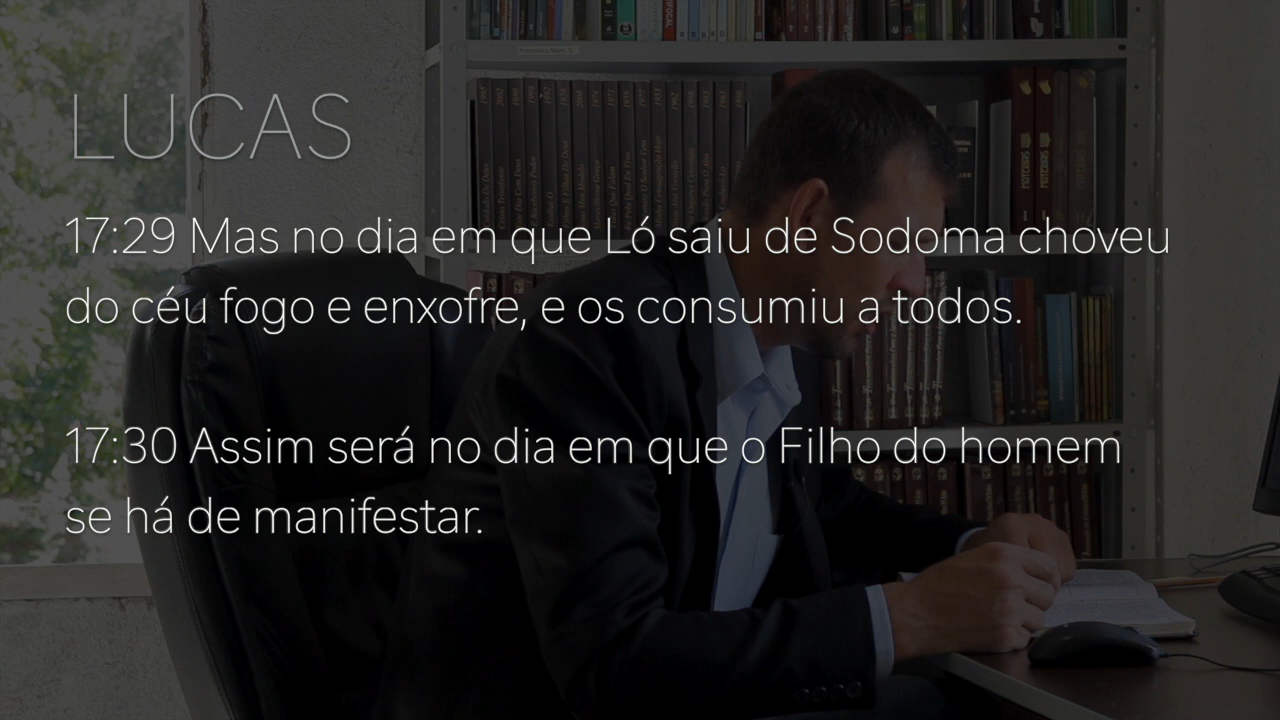 LUCAS
17:29 Mas no dia em que Ló saiu de Sodoma choveu
do céu fogo e enxofre, e os consumiu a todos.
17:30 Assim será no dia em que o Filho do homem
se há de manifestar.